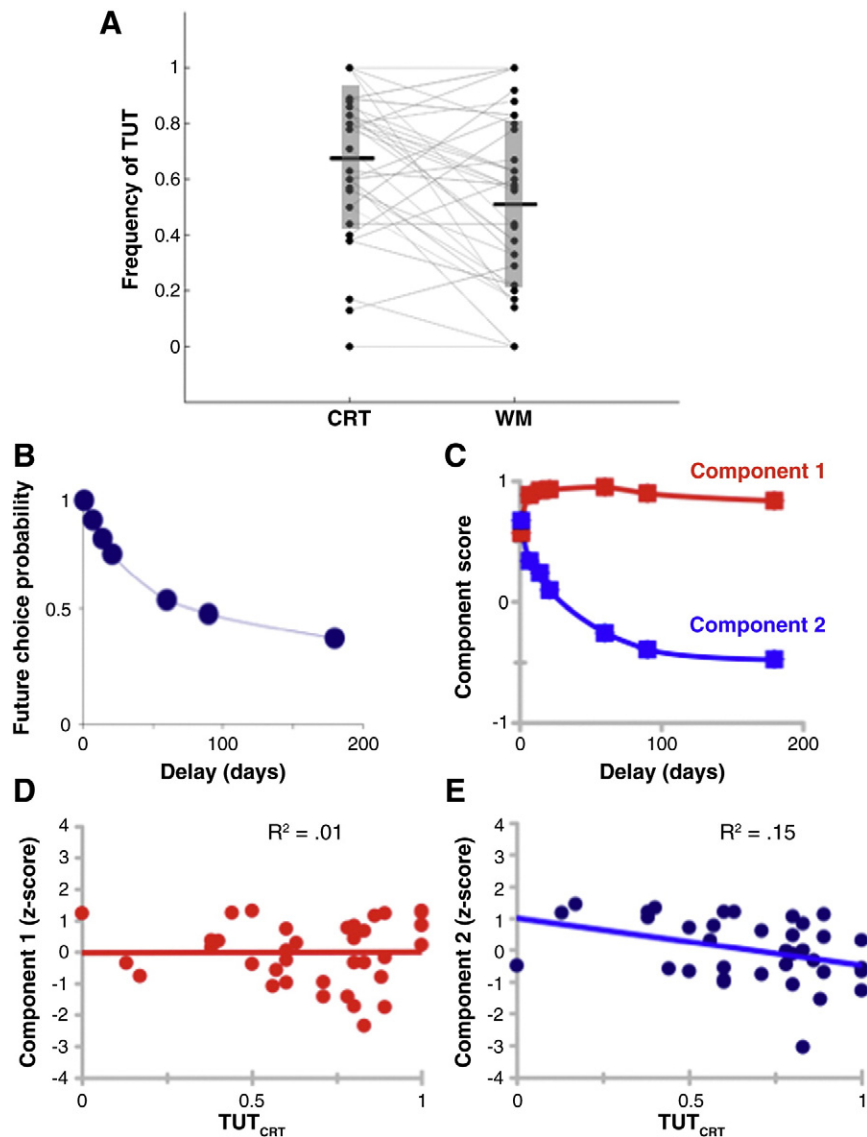 A
Frequency of TUT
1
0.8
0.6
0.4
0.2
0
CRT WM
B
Future choice probability
1
0.5
0
0 100 200
Delay (days)
C
Component score
1
0
-1
Component 1
Component 2
0 100 200
Delay (days)
D
Component 1 (z-score)
R² = .01
4
3
2
1
0
-1
-2
-3
-4
0 0.5 1
TUT_CRT
E
Component 2 (z-score)
R² = .15
4
3
2
1
0
-1
-2
-3
-4
0 0.5 1
TUT_CRT